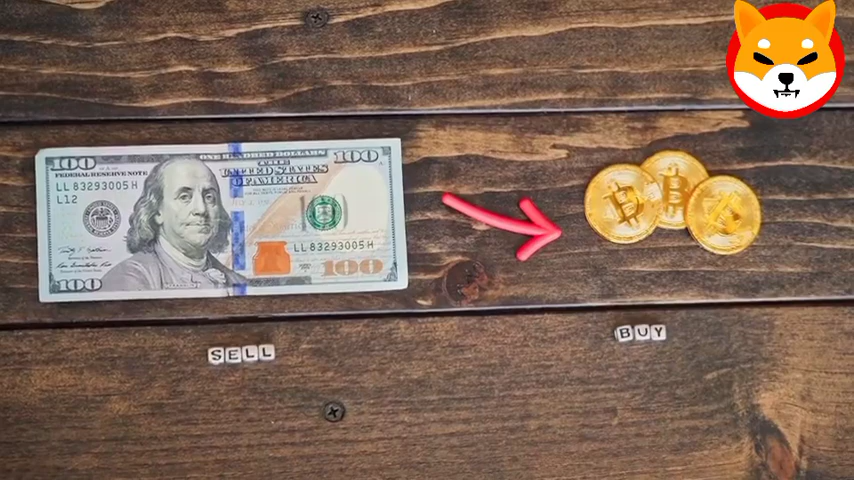 100
ONE HUNDRED DOLLARS
100
FEDERAL RESERVE NOTE
THE
UNITED STATES
OF AMERICA
LL 83293005 H
L12
LL 83293005 H
100
100
SELL
BUY